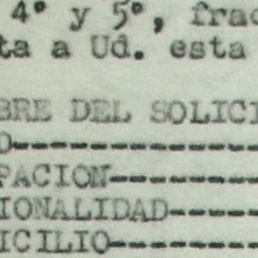 4° y 5°, frac
ta a Ud. esta
BRE DEL SOLICI
O----------------
PACION-----------
IONALIDAD-------
ICILIO-----------